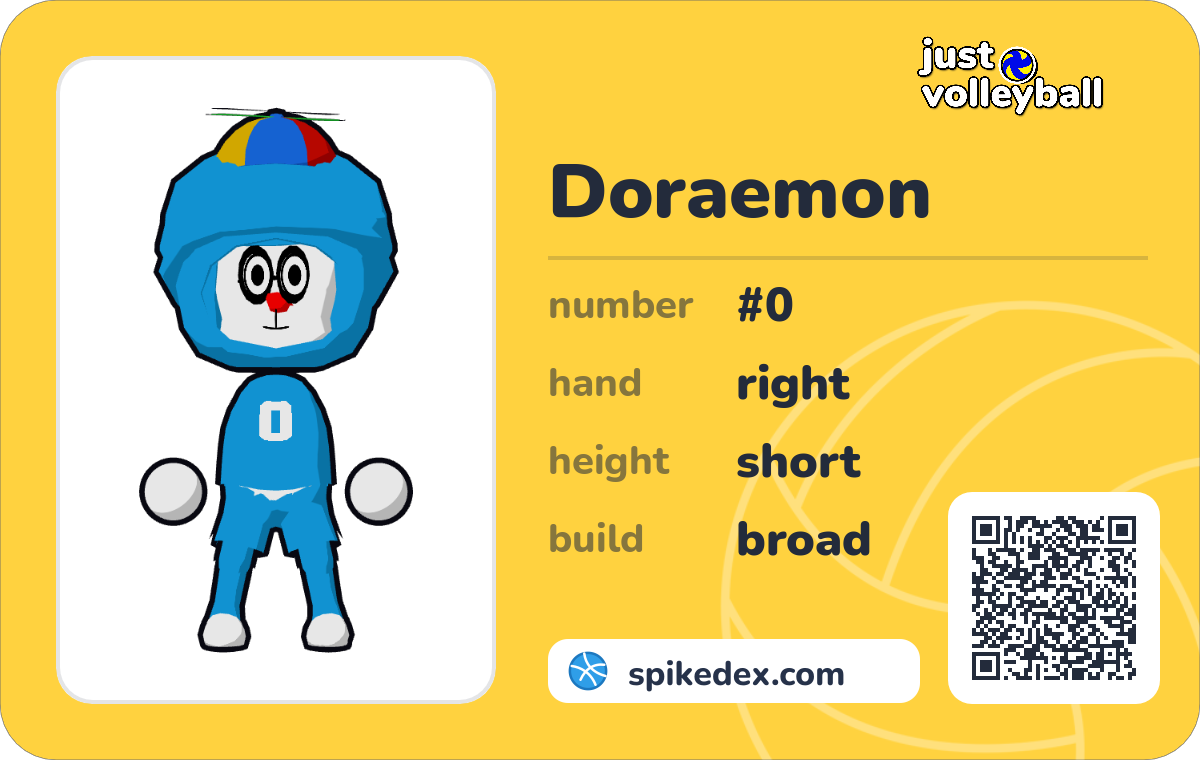 just
volleyball
Doraemon
number #0
hand right
height short
build broad
0
spikedex.com